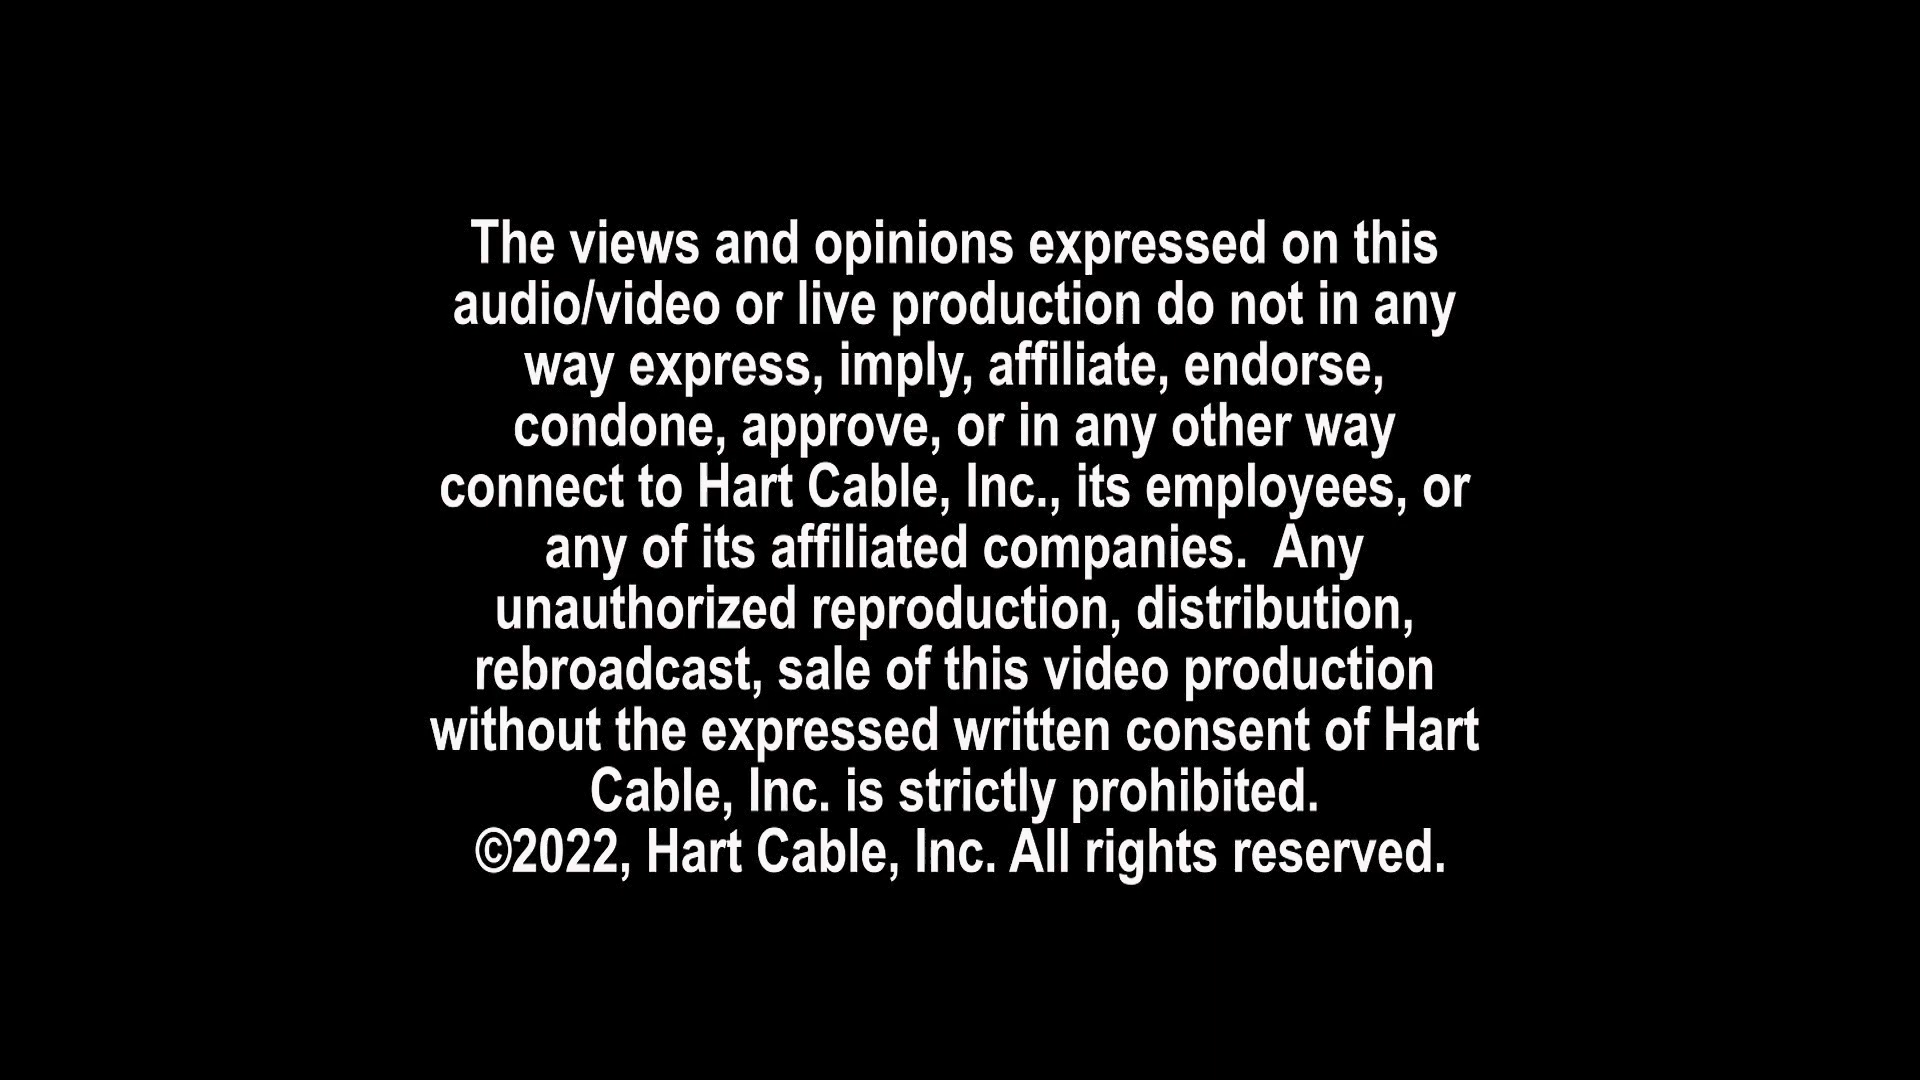 The views and opinions expressed on this
audio/video or live production do not in any
way express, imply, affiliate, endorse,
condone, approve, or in any other way
connect to Hart Cable, Inc., its employees, or
any of its affiliated companies.  Any
unauthorized reproduction, distribution,
rebroadcast, sale of this video production
without the expressed written consent of Hart
Cable, Inc. is strictly prohibited.
©2022, Hart Cable, Inc. All rights reserved.